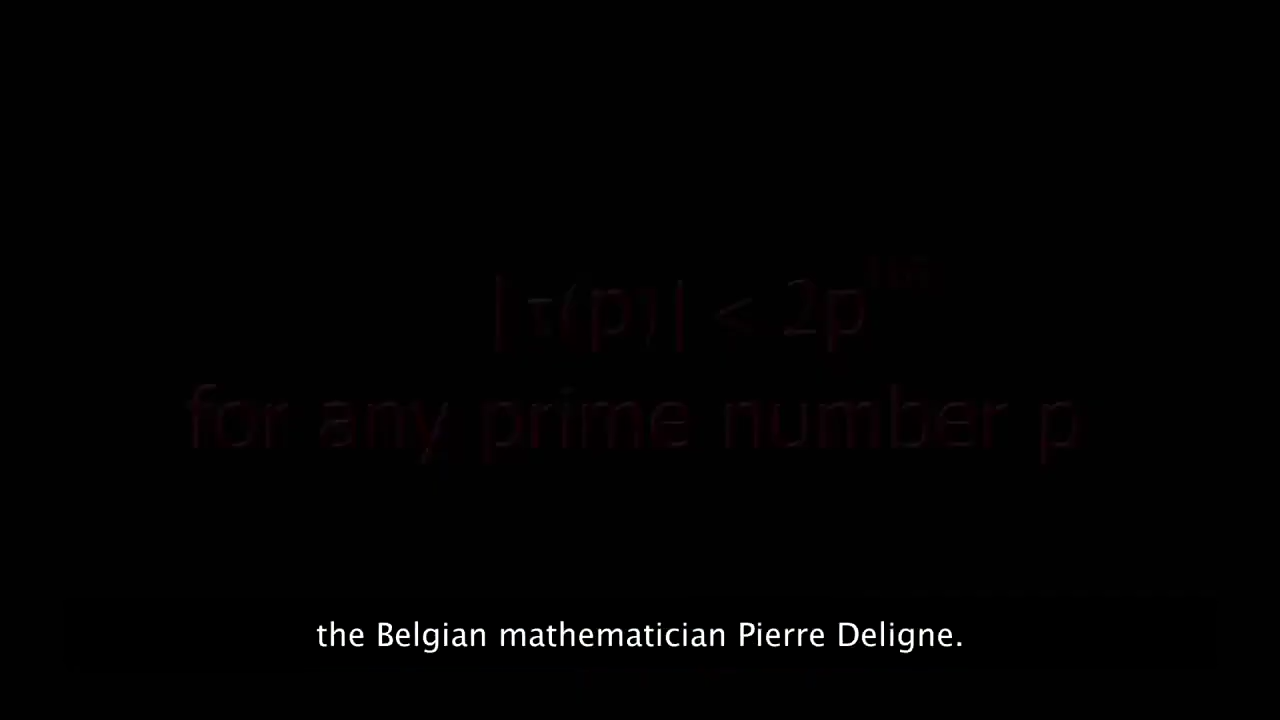 |τ(p)| < 2p
for any prime number p
the Belgian mathematician Pierre Deligne.